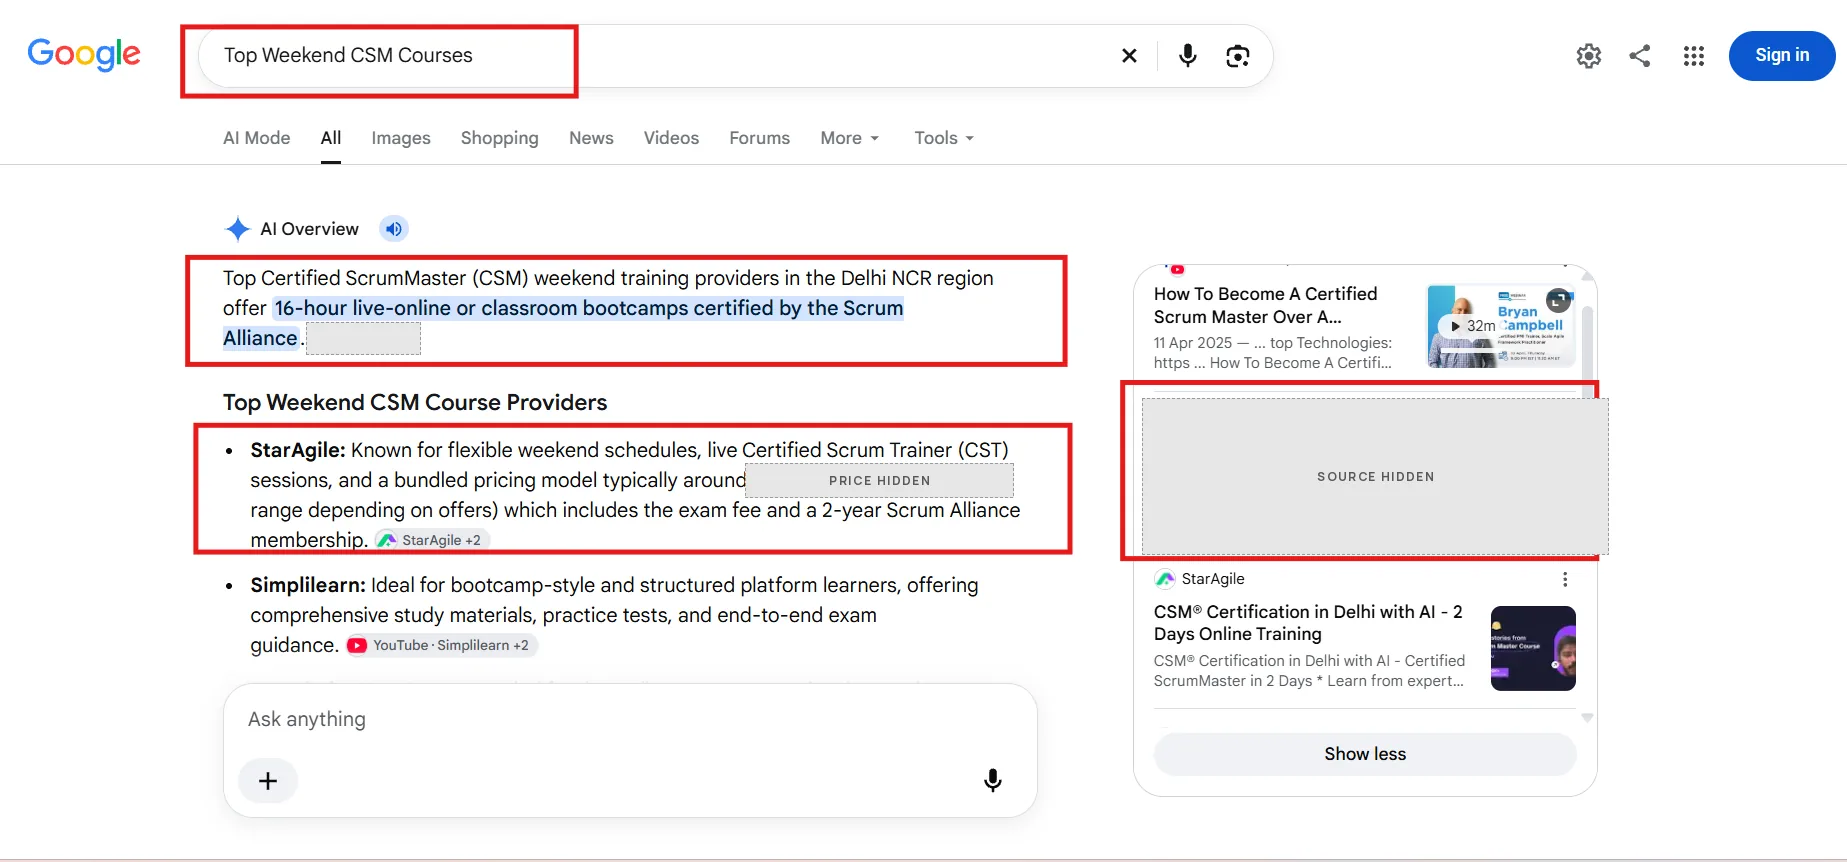 Google
Top Weekend CSM Courses
Sign in
AI Mode
All
Images
Shopping
News
Videos
Forums
More
Tools
AI Overview
Top Certified ScrumMaster (CSM) weekend training providers in the Delhi NCR region
offer 16-hour live-online or classroom bootcamps certified by the Scrum
Alliance.
Top Weekend CSM Course Providers
• StarAgile: Known for flexible weekend schedules, live Certified Scrum Trainer (CST)
sessions, and a bundled pricing model typically around PRICE HIDDEN
range depending on offers) which includes the exam fee and a 2-year Scrum Alliance
membership. StarAgile +2
• Simplilearn: Ideal for bootcamp-style and structured platform learners, offering
comprehensive study materials, practice tests, and end-to-end exam
guidance. YouTube · Simplilearn +2
Ask anything
How To Become A Certified
Scrum Master Over A...
11 Apr 2025 — ... top Technologies:
https ... How To Become A Certifi...
Bryan
Campbell
32m
SOURCE HIDDEN
StarAgile
CSM® Certification in Delhi with AI - 2
Days Online Training
CSM® Certification in Delhi with AI - Certified
ScrumMaster in 2 Days * Learn from expert...
Show less